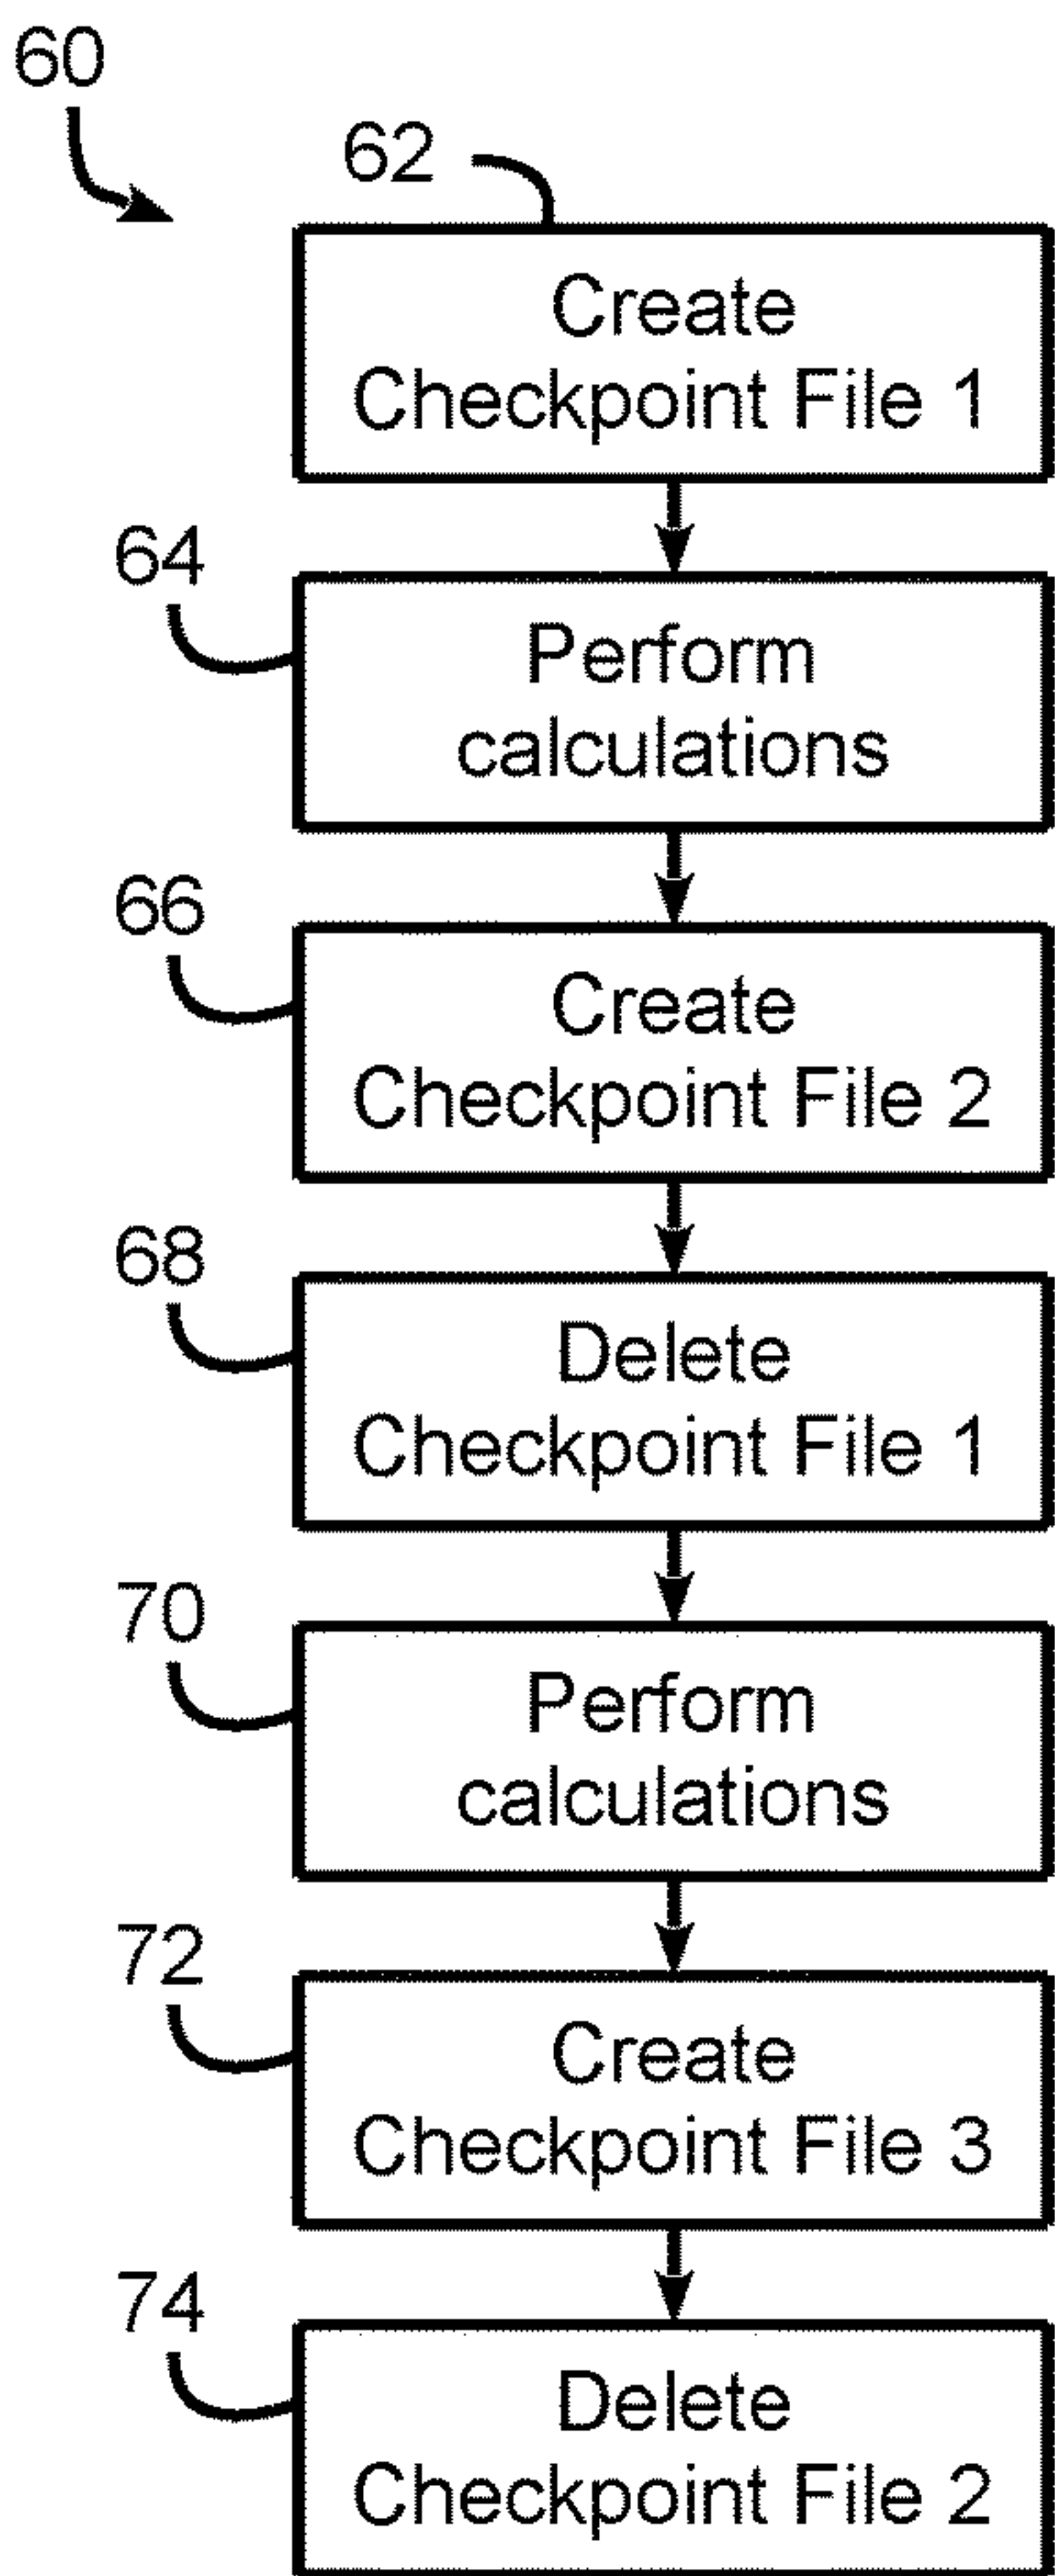 60
62
Create
Checkpoint File 1
64
Perform
calculations
66
Create
Checkpoint File 2
68
Delete
Checkpoint File 1
70
Perform
calculations
72
Create
Checkpoint File 3
74
Delete
Checkpoint File 2